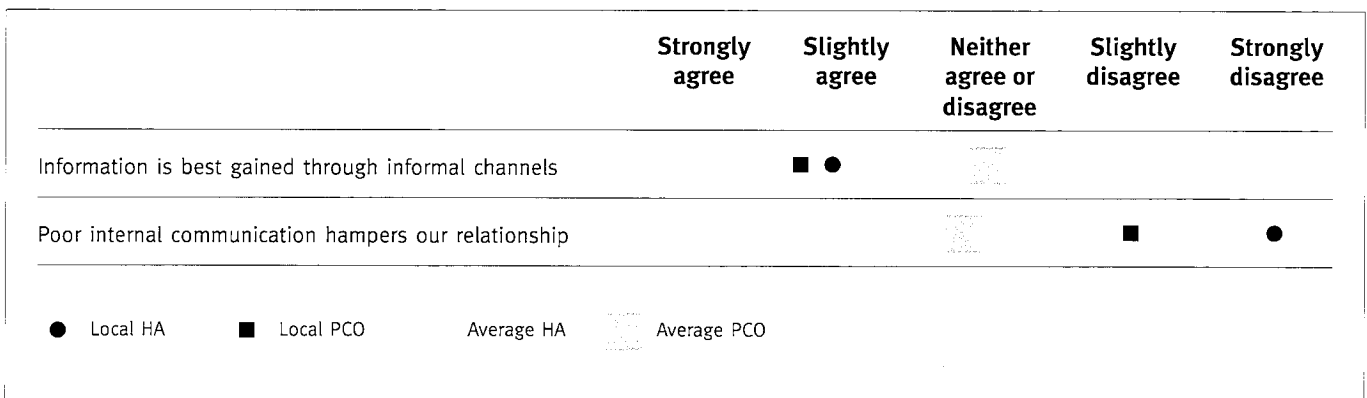 Strongly agree Slightly agree Neither agree or disagree Slightly disagree Strongly disagree
Information is best gained through informal channels
Poor internal communication hampers our relationship
Local HA Local PCO Average HA Average PCO